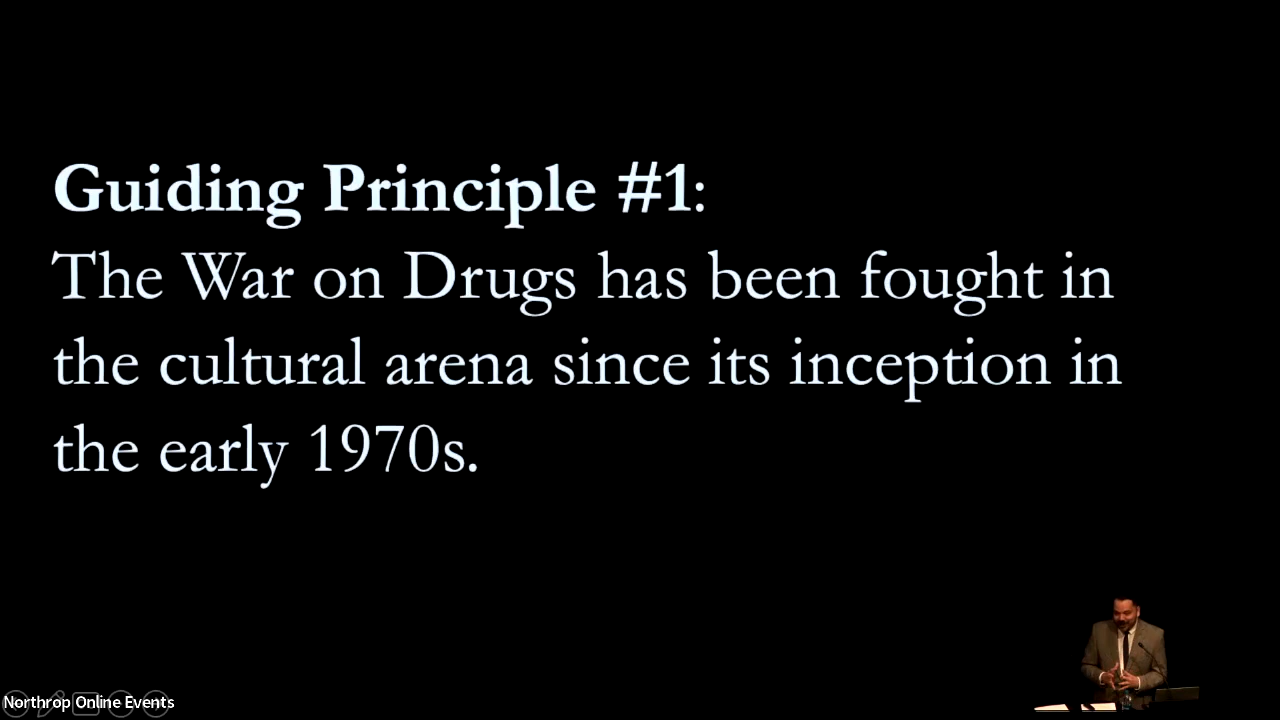 Guiding Principle #1:
The War on Drugs has been fought in
the cultural arena since its inception in
the early 1970s.
Northrop Online Events